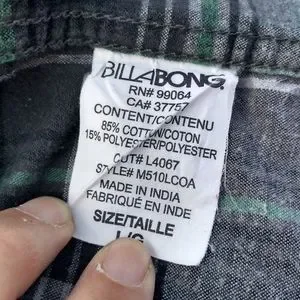 BILLABONG
RN# 99064
CA# 37757
CONTENT/CONTENU
85% COTTON/COTON
15% POLYESTER/POLYESTER
CUT# L4067
STYLE# M510LCOA
MADE IN INDIA
FABRIQUÉ EN INDE
SIZE/TAILLE
L/G